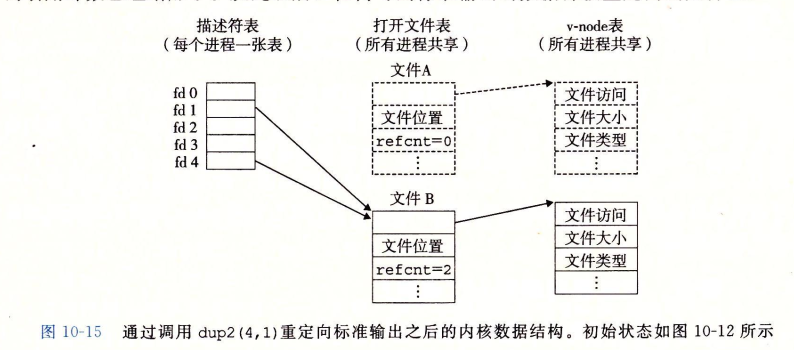 描述符表 打开文件表 v-node表
(每个进程一张表) (所有进程共享) (所有进程共享)
文件A
fd 0
fd 1
fd 2
fd 3
fd 4
文件位置
refcnt=0
⋮
文件访问
文件大小
文件类型
⋮
文件 B
文件位置
refcnt=2
⋮
文件访问
文件大小
文件类型
⋮
图 10-15 通过调用 dup2(4,1)重定向标准输出之后的内核数据结构。初始状态如图 10-12 所示